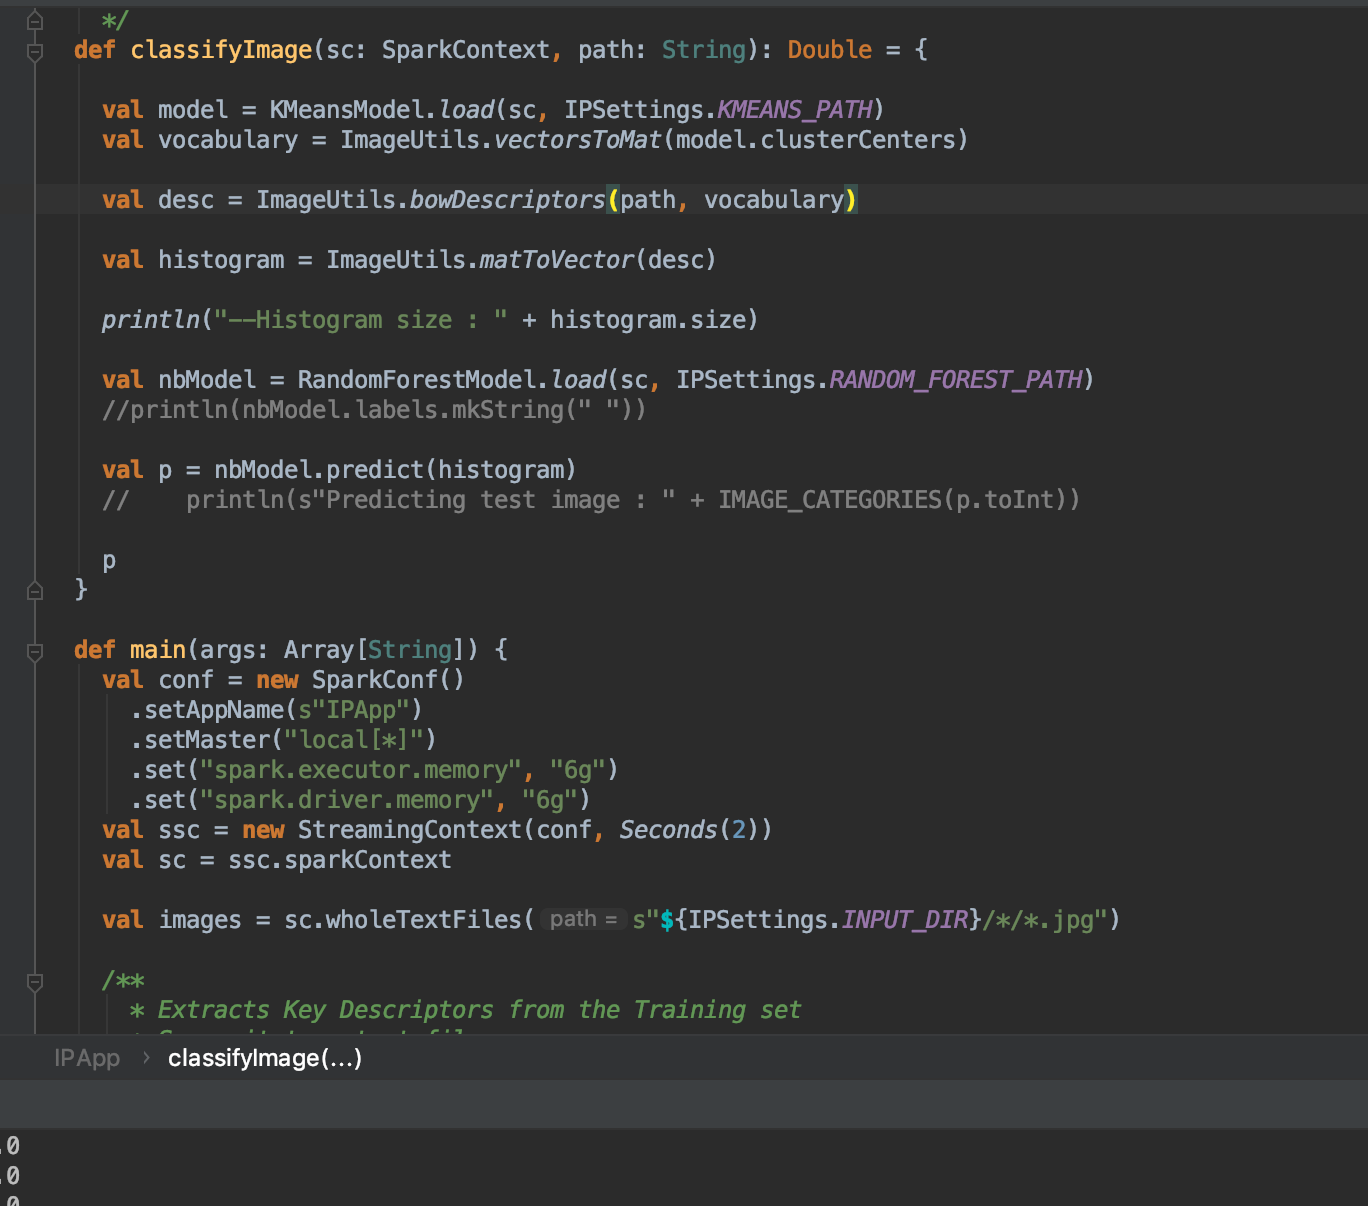 */
def classifyImage(sc: SparkContext, path: String): Double = {
val model = KMeansModel.load(sc, IPSettings.KMEANS_PATH)
val vocabulary = ImageUtils.vectorsToMat(model.clusterCenters)
val desc = ImageUtils.bowDescriptors(path, vocabulary)
val histogram = ImageUtils.matToVector(desc)
println("--Histogram size : " + histogram.size)
val nbModel = RandomForestModel.load(sc, IPSettings.RANDOM_FOREST_PATH)
//println(nbModel.labels.mkString(" "))
val p = nbModel.predict(histogram)
//    println(s"Predicting test image : " + IMAGE_CATEGORIES(p.toInt))
p
}
def main(args: Array[String]) {
val conf = new SparkConf()
.setAppName(s"IPApp")
.setMaster("local[*]")
.set("spark.executor.memory", "6g")
.set("spark.driver.memory", "6g")
val ssc = new StreamingContext(conf, Seconds(2))
val sc = ssc.sparkContext
val images = sc.wholeTextFiles( path = s"${IPSettings.INPUT_DIR}/*/*.jpg")
/**
* Extracts Key Descriptors from the Training set
IPApp › classifyImage(...)
.0
.0